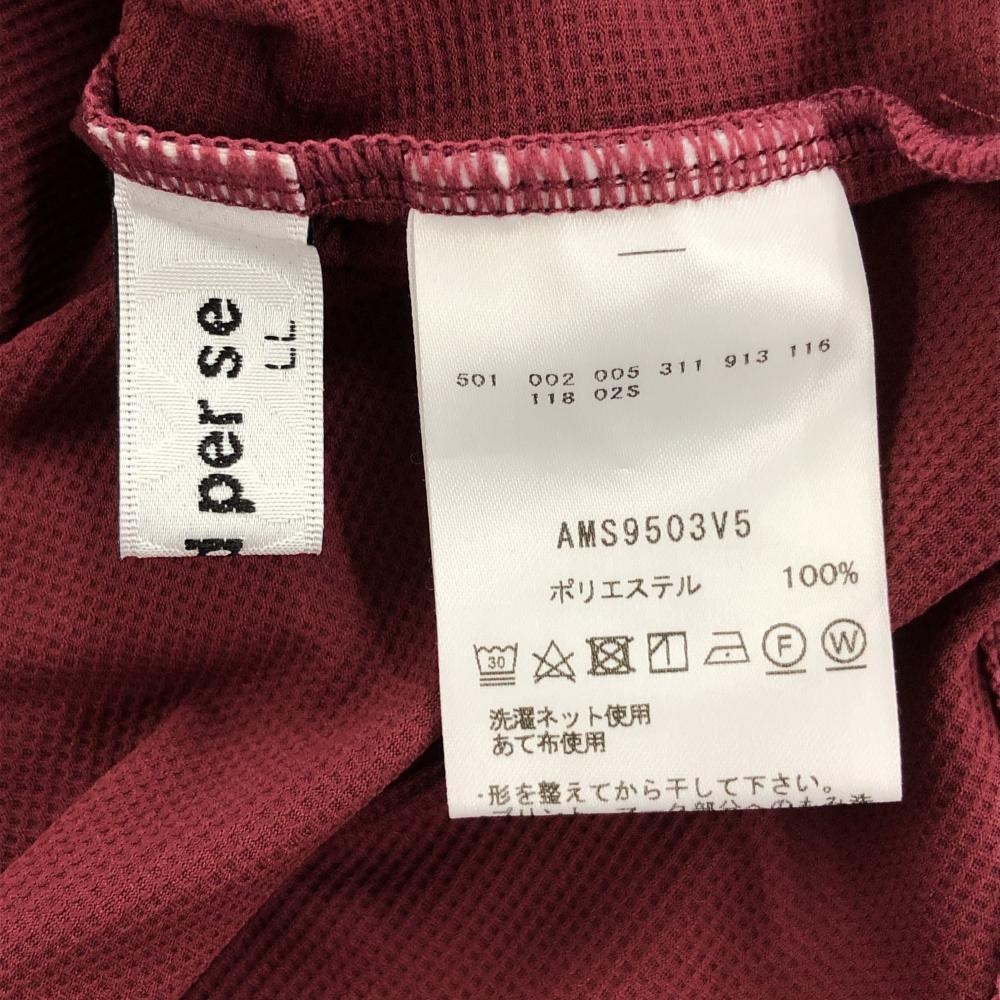 g per se
LL
501 002 005 311 913 116
118 02S
AMS9503V5
ポリエステル 100%
30
F
W
洗濯ネット使用
あて布使用
・形を整えてから干して下さい。